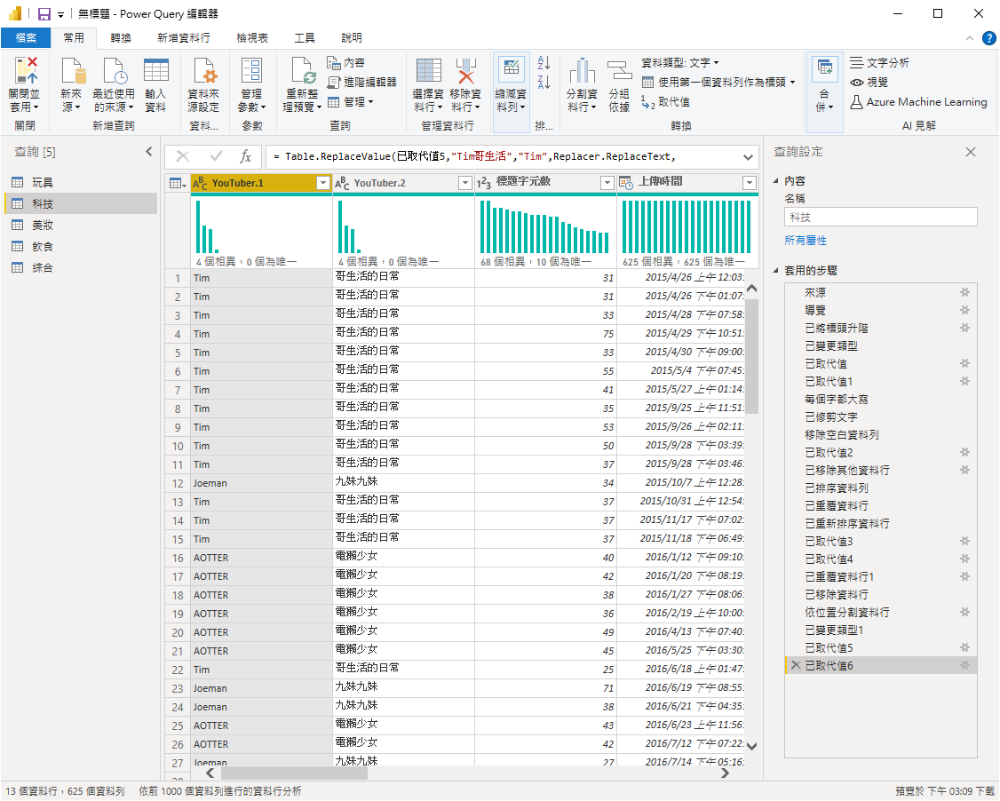 無標題 - Power Query 編輯器
檔案 常用 轉換 新增資料行 檢視表 工具 說明
關閉並套用 新來源 最近使用的來源 輸入資料 資料來源設定 管理參數 重新整理預覽 內容 進階編輯器 管理 選擇資料行 移除資料行 縮減資料列 分割資料行 分組依據 資料類型: 文字 使用第一個資料列作為標頭 取代值 合併 文字分析 視覺 Azure Machine Learning
關閉 新增查詢 資料... 參數 查詢 管理資料行 排... 轉換 AI 見解
查詢 [5]
玩具
科技
美妝
飲食
綜合
fx = Table.ReplaceValue(已取代值5,"Tim哥生活","Tim",Replacer.ReplaceText,
ABC YouTuber.1 ABC YouTuber.2 123 標題字元數 上傳時間
4 個相異，0 個為唯一 4 個相異，0 個為唯一 68 個相異，10 個為唯一 625 個相異，625 個為唯一
1 Tim 哥生活的日常 31 2015/4/26 上午 12:03:
2 Tim 哥生活的日常 31 2015/4/26 下午 01:07:
3 Tim 哥生活的日常 33 2015/4/28 下午 07:58:
4 Tim 哥生活的日常 75 2015/4/29 下午 10:51:
5 Tim 哥生活的日常 33 2015/4/30 下午 09:00:
6 Tim 哥生活的日常 55 2015/5/4 下午 07:45:
7 Tim 哥生活的日常 41 2015/5/27 上午 01:14:
8 Tim 哥生活的日常 35 2015/9/25 上午 11:51:
9 Tim 哥生活的日常 53 2015/9/26 上午 02:11:
10 Tim 哥生活的日常 50 2015/9/28 下午 03:39:
11 Tim 哥生活的日常 37 2015/9/28 下午 03:46:
12 Joeman 九妹九妹 34 2015/10/7 上午 12:28:
13 Tim 哥生活的日常 37 2015/10/31 上午 12:54:
14 Tim 哥生活的日常 37 2015/11/17 下午 07:02:
15 Tim 哥生活的日常 37 2015/11/18 下午 06:49:
16 AOTTER 電獺少女 40 2016/1/12 下午 09:10:
17 AOTTER 電獺少女 42 2016/1/20 下午 08:19:
18 AOTTER 電獺少女 38 2016/1/27 下午 08:06:
19 AOTTER 電獺少女 36 2016/2/19 上午 10:00:
20 AOTTER 電獺少女 49 2016/4/13 下午 07:40:
21 AOTTER 電獺少女 45 2016/5/25 下午 03:30:
22 Tim 哥生活的日常 25 2016/6/18 上午 01:47:
23 Joeman 九妹九妹 71 2016/6/19 下午 08:55:
24 Joeman 九妹九妹 38 2016/6/21 下午 04:35:
25 AOTTER 電獺少女 43 2016/6/23 上午 11:56:
26 AOTTER 電獺少女 42 2016/7/12 下午 07:22:
27 Joeman 九妹九妹 27 2016/7/14 下午 05:16:
查詢設定
內容
名稱
科技
所有屬性
套用的步驟
來源
導覽
已將標頭升階
已變更類型
已取代值
已取代值1
每個字都大寫
已修剪文字
移除空白資料列
已取代值2
已移除其他資料行
已排序資料列
已重覆資料行
已重新排序資料行
已取代值3
已取代值4
已重覆資料行1
已移除資料行
依位置分割資料行
已變更類型1
已取代值5
已取代值6
13 個資料行，625 個資料列 依前 1000 個資料列進行的資料行分析 預覽於 下午 03:09 下載